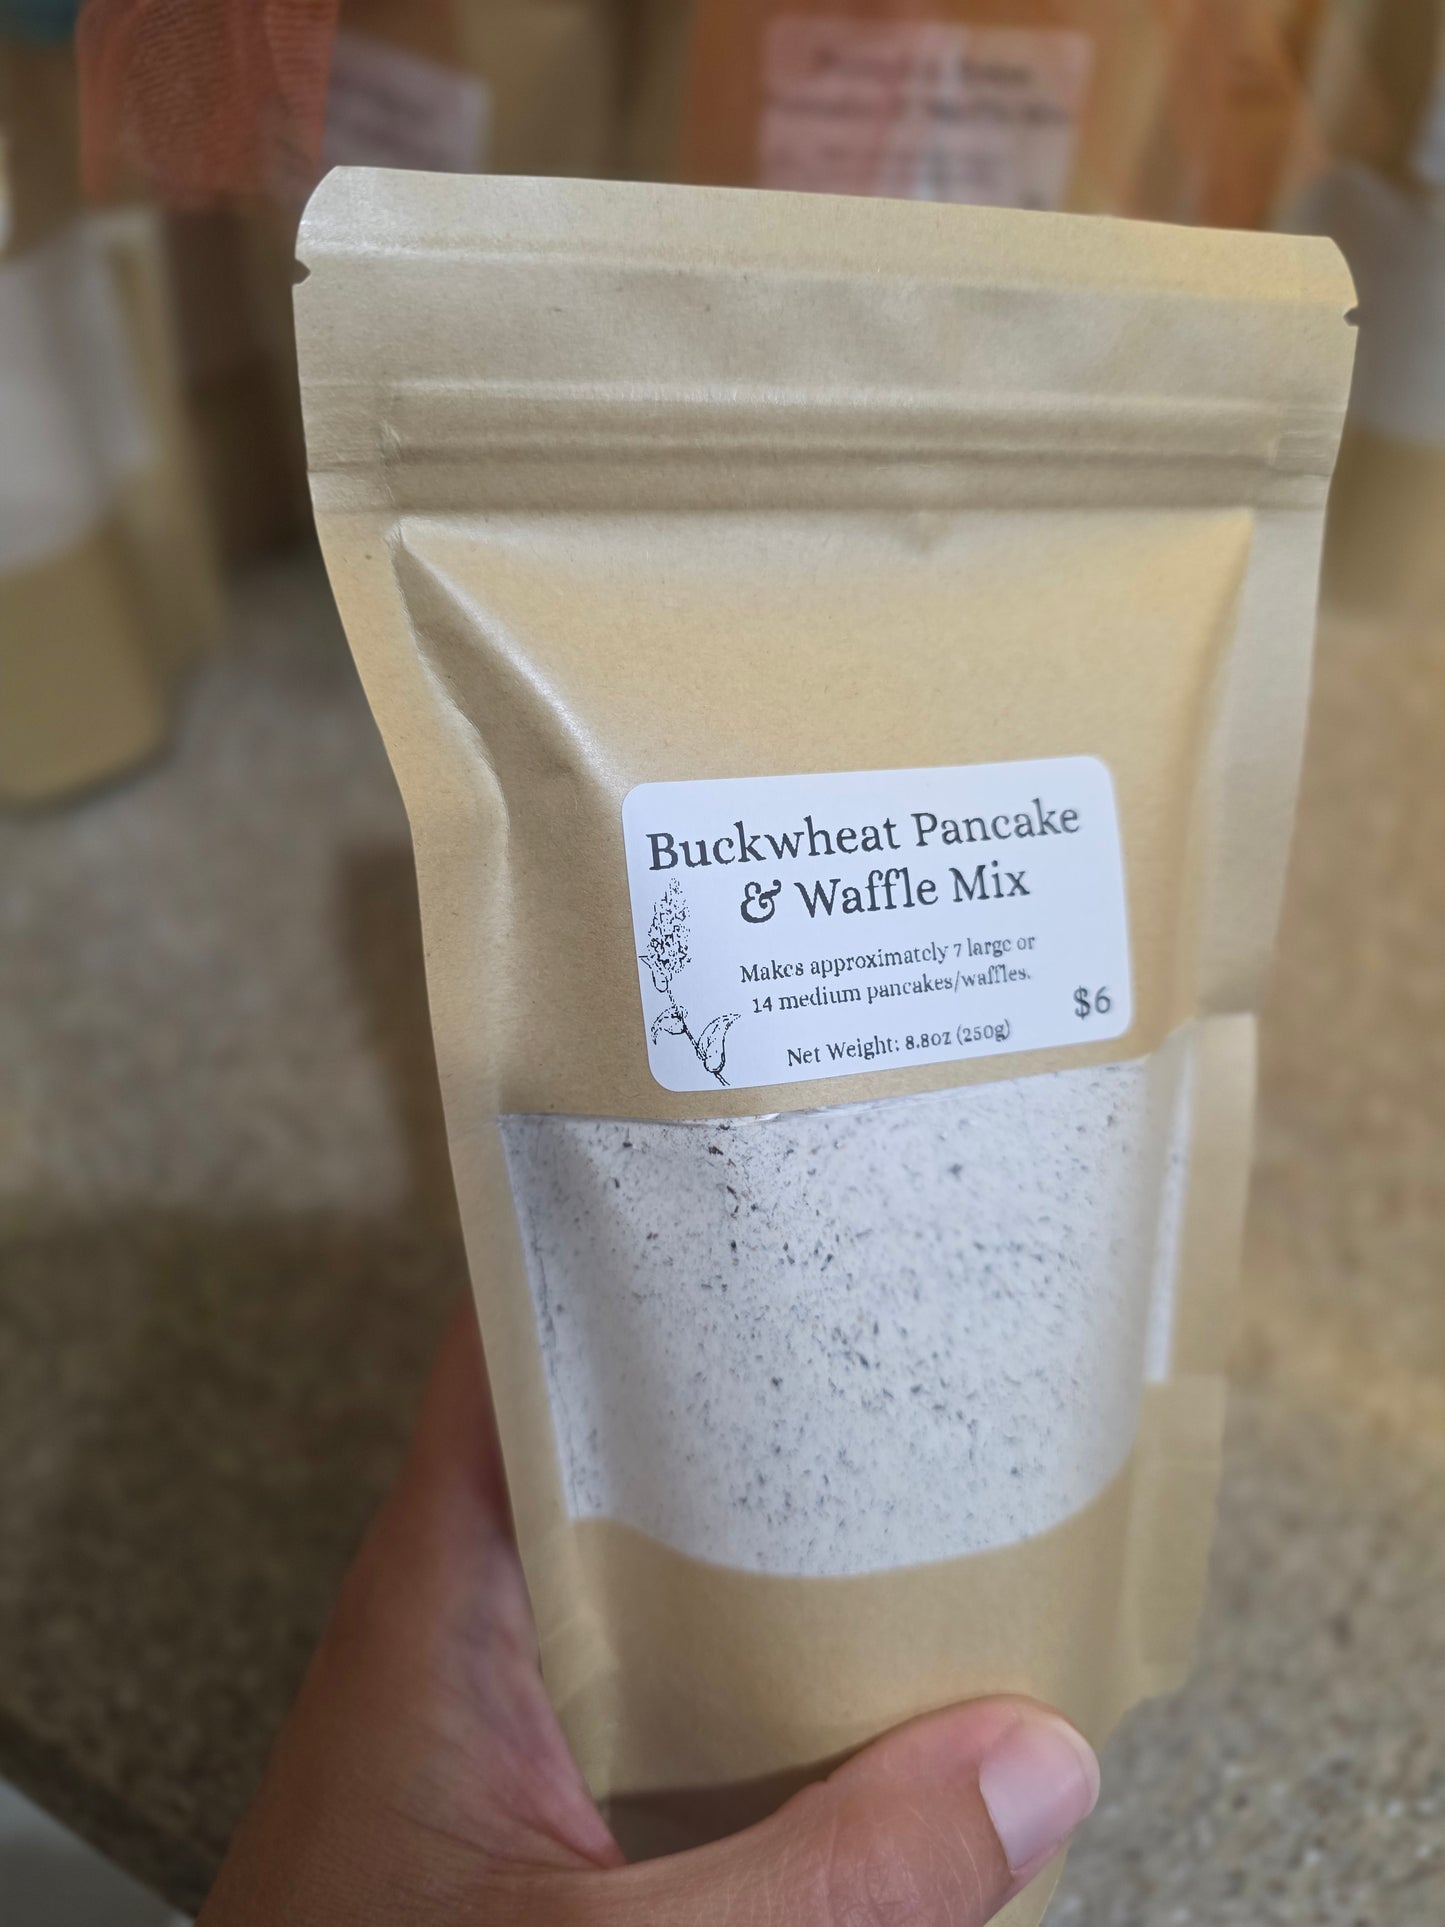 Buckwheat Pancake
& Waffle Mix
Makes approximately 7 large or
14 medium pancakes/waffles.
$6
Net Weight: 8.8oz (250g)